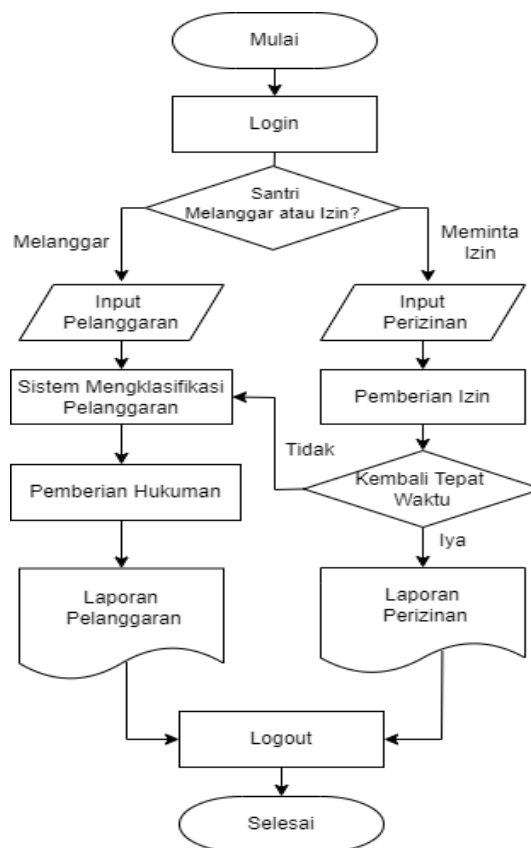 Mulai
Login
Santri
Melanggar atau Izin?
Melanggar
Meminta
Izin
Input
Pelanggaran
Input
Perizinan
Sistem Mengklasifikasi
Pelanggaran
Pemberian Izin
Tidak
Pemberian Hukuman
Kembali Tepat
Waktu
Iya
Laporan
Pelanggaran
Laporan
Perizinan
Logout
Selesai